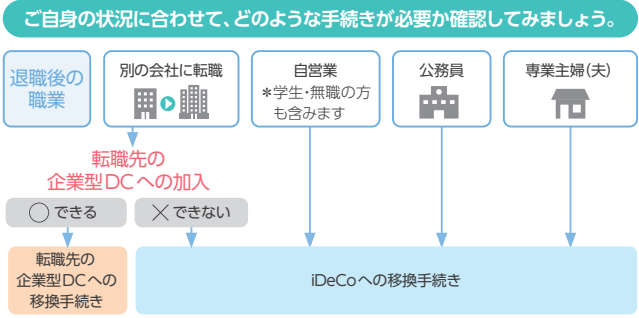 ご自身の状況に合わせて、どのような手続きが必要か確認してみましょう。
退職後の
職業
別の会社に転職
自営業
＊学生・無職の方
も含みます
公務員
専業主婦（夫）
転職先の
企業型DCへの加入
○できる
×できない
転職先の
企業型DCへの
移換手続き
iDeCoへの移換手続き